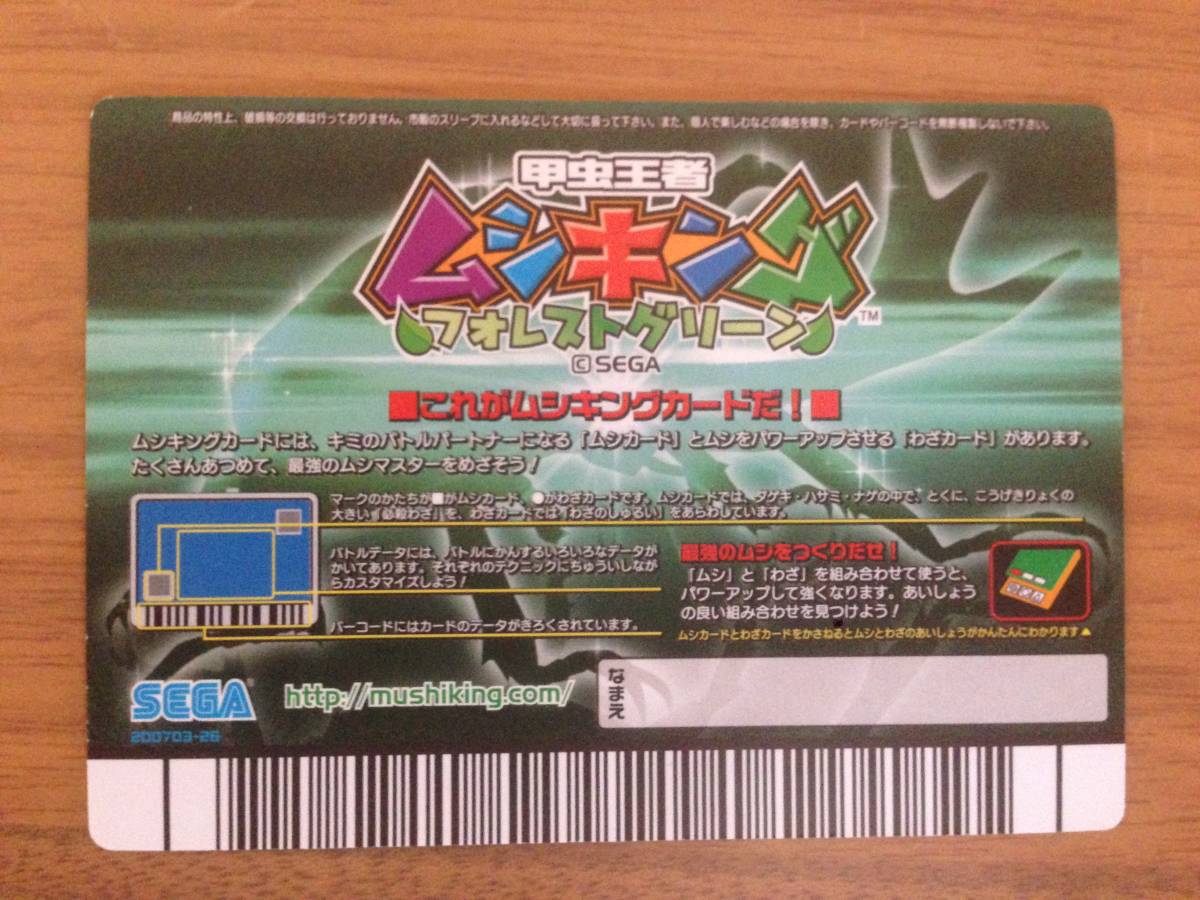 商品の特性上、破損等の交換は行っておりません。市販のスリーブに入れるなどして大切に扱って下さい。また、個人で楽しむなどの場合を除き、カードやバーコードを無断複製しないで下さい。
甲虫王者
ムシキング
TM
フォレストグリーン
©SEGA
■これがムシキングカードだ!■
ムシキングカードには、キミのバトルパートナーになる「ムシカード」とムシをパワーアップさせる「わざカード」があります。
たくさんあつめて、最強のムシマスターをめざそう!
マークのかたちが■がムシカード、●がわざカードです。ムシカードでは、ダゲキ・ハサミ・ナゲの中で、とくに、こうげきりょくの
大きい「必殺わざ」を、わざカードでは「わざのしゅるい」をあらわしています。
バトルデータには、バトルにかんするいろいろなデータが
かいてあります。それぞれのテクニックにちゅういしなが
らカスタマイズしよう!
バーコードにはカードのデータがきろくされています。
最強のムシをつくりだせ!
「ムシ」と「わざ」を組み合わせて使うと、
パワーアップして強くなります。あいしょう
の良い組み合わせを見つけよう!
ムシカードとわざカードをかさねるとムシとわざのあいしょうがかんたんにわかります▲
SEGA
http://mushiking.com/
なまえ
200703-26